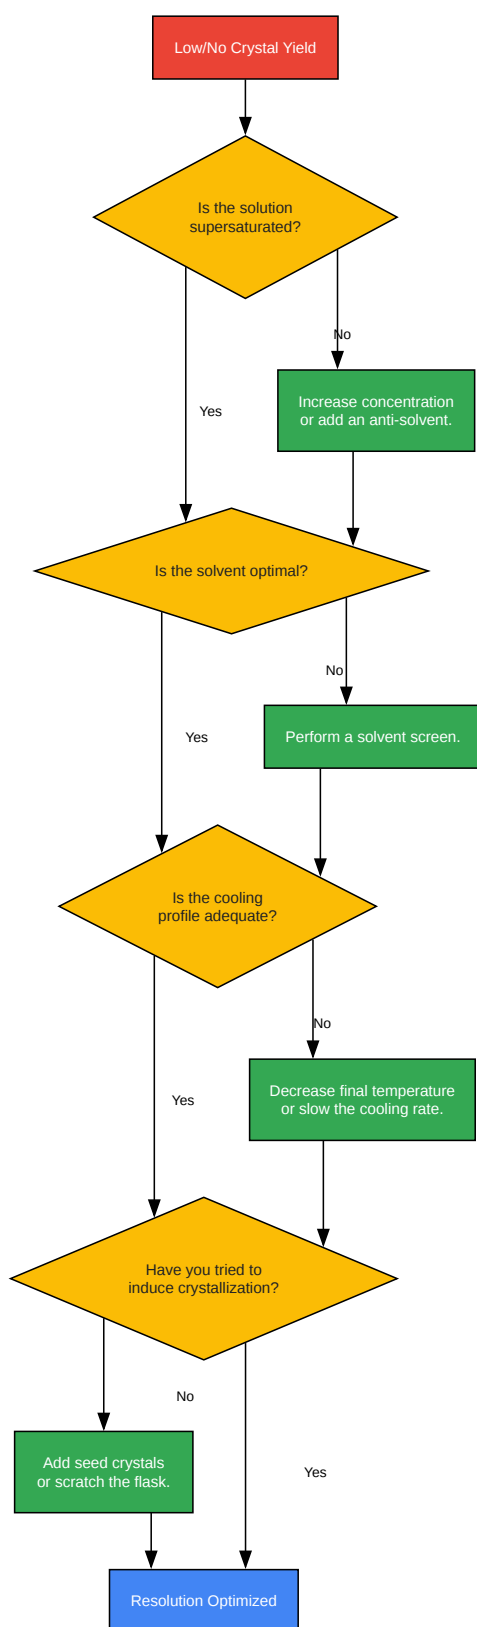 Low/No Crystal Yield
Is the solution
supersaturated?
No
Increase concentration
or add an anti-solvent.
Yes
Is the solvent optimal?
No
Perform a solvent screen.
Yes
Is the cooling
profile adequate?
No
Decrease final temperature
or slow the cooling rate.
Yes
Have you tried to
induce crystallization?
No
Add seed crystals
or scratch the flask.
Yes
Resolution Optimized